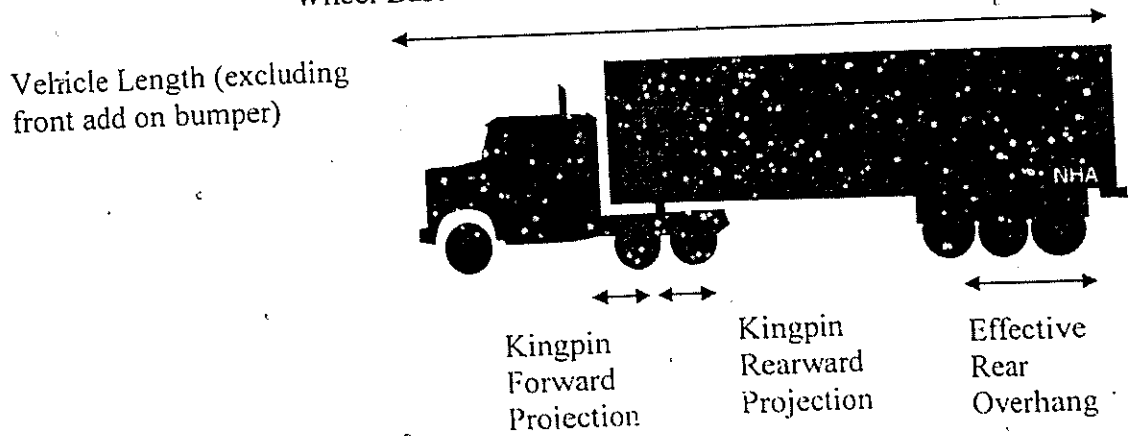 Vehicle Length (excluding
front add on bumper)
NHA
Kingpin
Forward
Projection
Kingpin
Rearward
Projection
Effective
Rear
Overhang